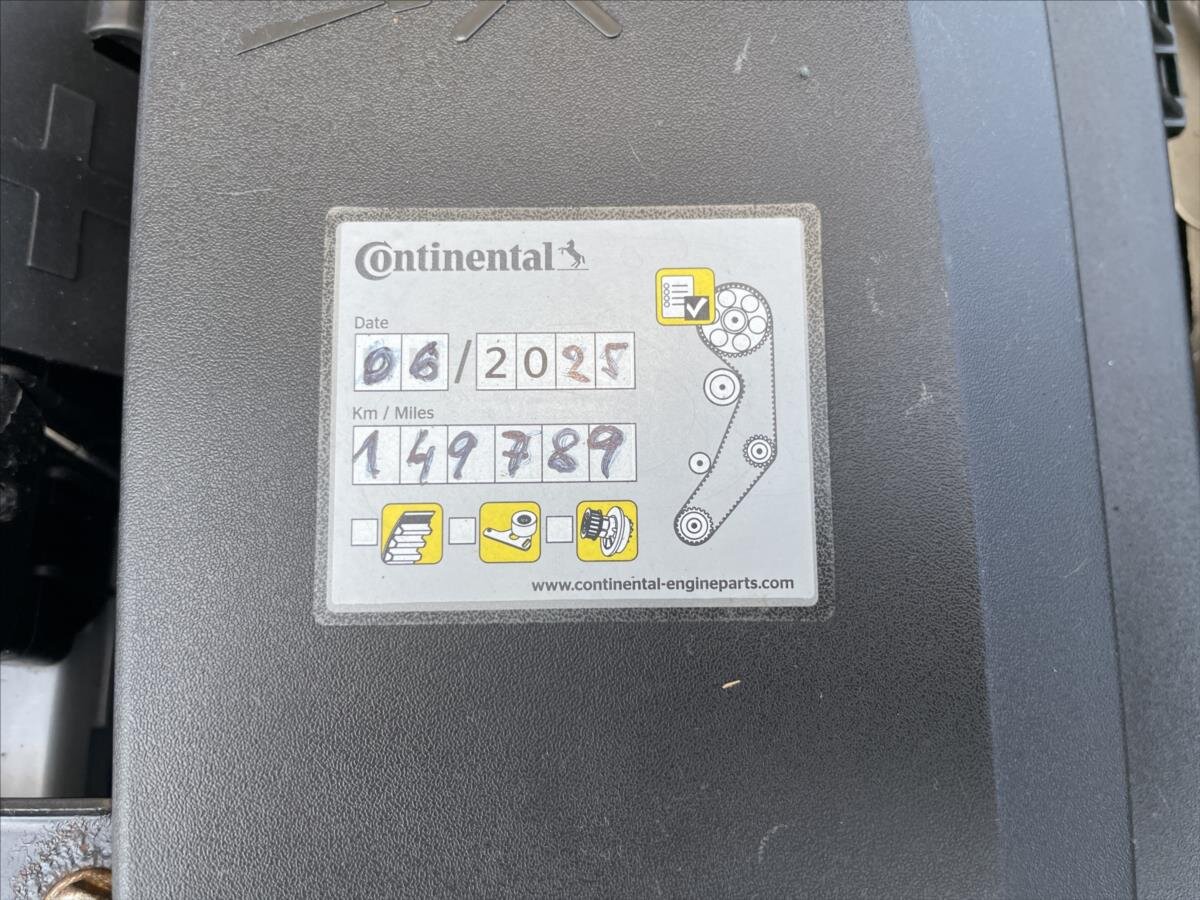 Continental
Date
06/2025
Km / Miles
149789
www.continental-engineparts.com